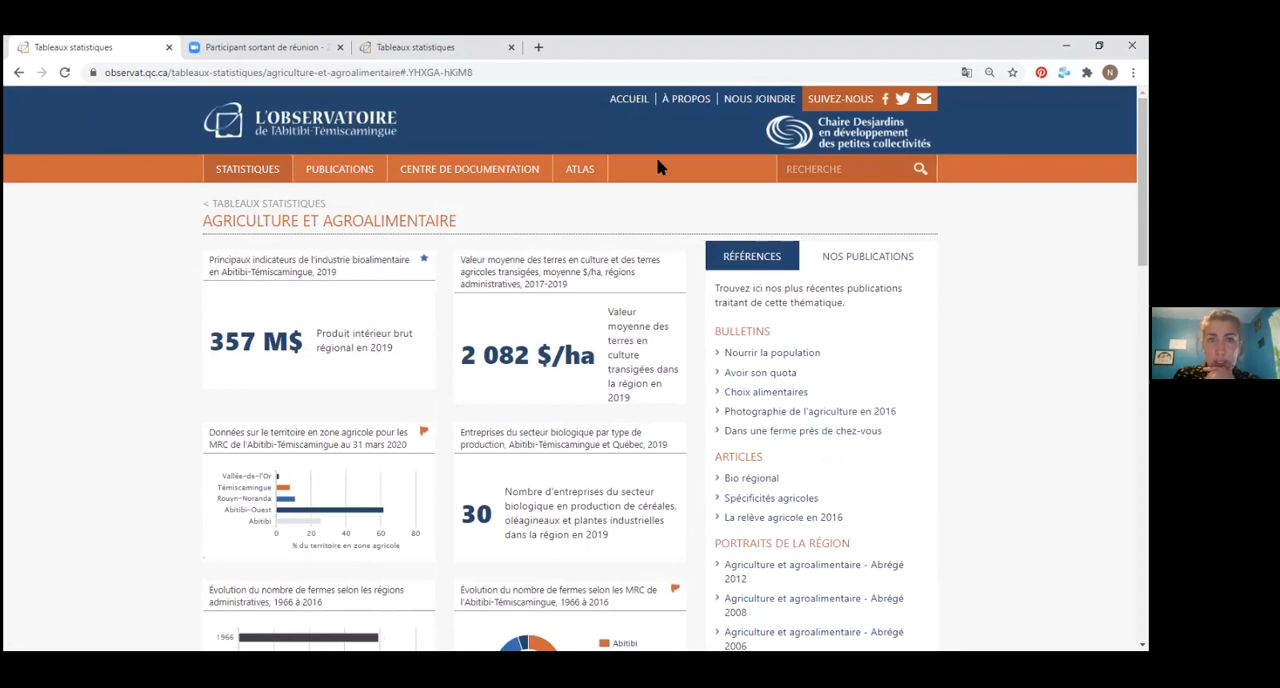 Tableaux statistiques
Participant sortant de réunion - Z
Tableaux statistiques
observat.qc.ca/tableaux-statistiques/agriculture-et-agroalimentaire#.YHXGA-hKiM8
N
ACCUEIL | À PROPOS | NOUS JOINDRE
SUIVEZ-NOUS
L'OBSERVATOIRE
de l'Abitibi-Témiscamingue
Chaire Desjardins
en développement
des petites collectivités
STATISTIQUES
PUBLICATIONS
CENTRE DE DOCUMENTATION
ATLAS
RECHERCHE
< TABLEAUX STATISTIQUES
AGRICULTURE ET AGROALIMENTAIRE
Principaux indicateurs de l'industrie bioalimentaire
en Abitibi-Témiscamingue, 2019
357 M$
Produit intérieur brut
régional en 2019
Valeur moyenne des terres en culture et des terres
agricoles transigées, moyenne $/ha, régions
administratives, 2017-2019
2 082 $/ha
Valeur
moyenne des
terres en
culture
transigées dans
la région en
2019
Données sur le territoire en zone agricole pour les
MRC de l'Abitibi-Témiscamingue au 31 mars 2020
Vallée-de-l'Or
Témiscamingue
Rouyn-Noranda
Abitibi-Ouest
Abitibi
0 20 40 60 80
% du territoire en zone agricole
Entreprises du secteur biologique par type de
production, Abitibi-Témiscamingue et Québec, 2019
30
Nombre d'entreprises du secteur
biologique en production de céréales,
oléagineux et plantes industrielles
dans la région en 2019
Évolution du nombre de fermes selon les régions
administratives, 1966 à 2016
1966
Évolution du nombre de fermes selon les MRC de
l'Abitibi-Témiscamingue, 1966 à 2016
Abitibi
RÉFÉRENCES
NOS PUBLICATIONS
Trouvez ici nos plus récentes publications
traitant de cette thématique.
BULLETINS
Nourrir la population
Avoir son quota
Choix alimentaires
Photographie de l'agriculture en 2016
Dans une ferme près de chez-vous
ARTICLES
Bio régional
Spécificités agricoles
La relève agricole en 2016
PORTRAITS DE LA RÉGION
Agriculture et agroalimentaire - Abrégé
2012
Agriculture et agroalimentaire - Abrégé
2008
Agriculture et agroalimentaire - Abrégé
2006